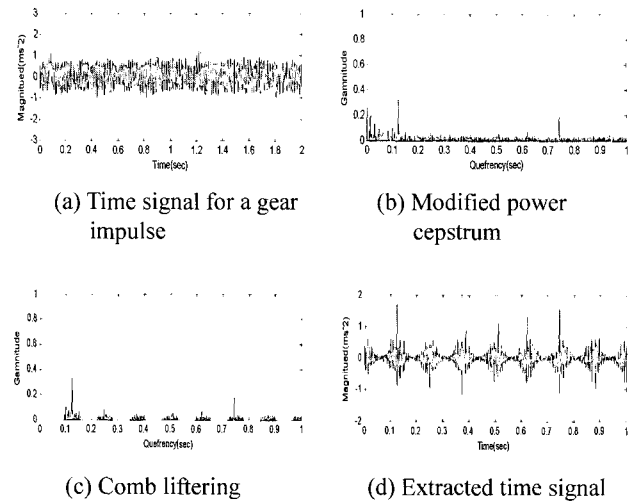 3
2
1
0
-1
-2
-3
Magnitued(ms^2)
0 0.2 0.4 0.6 0.8 1 1.2 1.4 1.6 1.8 2
Time(sec)
(a) Time signal for a gear
impulse
1
0.8
0.6
0.4
0.2
0
Gamnitude
0 0.1 0.2 0.3 0.4 0.5 0.6 0.7 0.8 0.9 1
Quefrency(sec)
(b) Modified power
cepstrum
1
0.8
0.6
0.4
0.2
0
Gamnitude
0 0.1 0.2 0.3 0.4 0.5 0.6 0.7 0.8 0.9 1
Quefrency(sec)
(c) Comb liftering
2
1
0
-1
-2
Magnitued(ms^2)
0 0.1 0.2 0.3 0.4 0.5 0.6 0.7 0.8 0.9 1
Time(sec)
(d) Extracted time signal